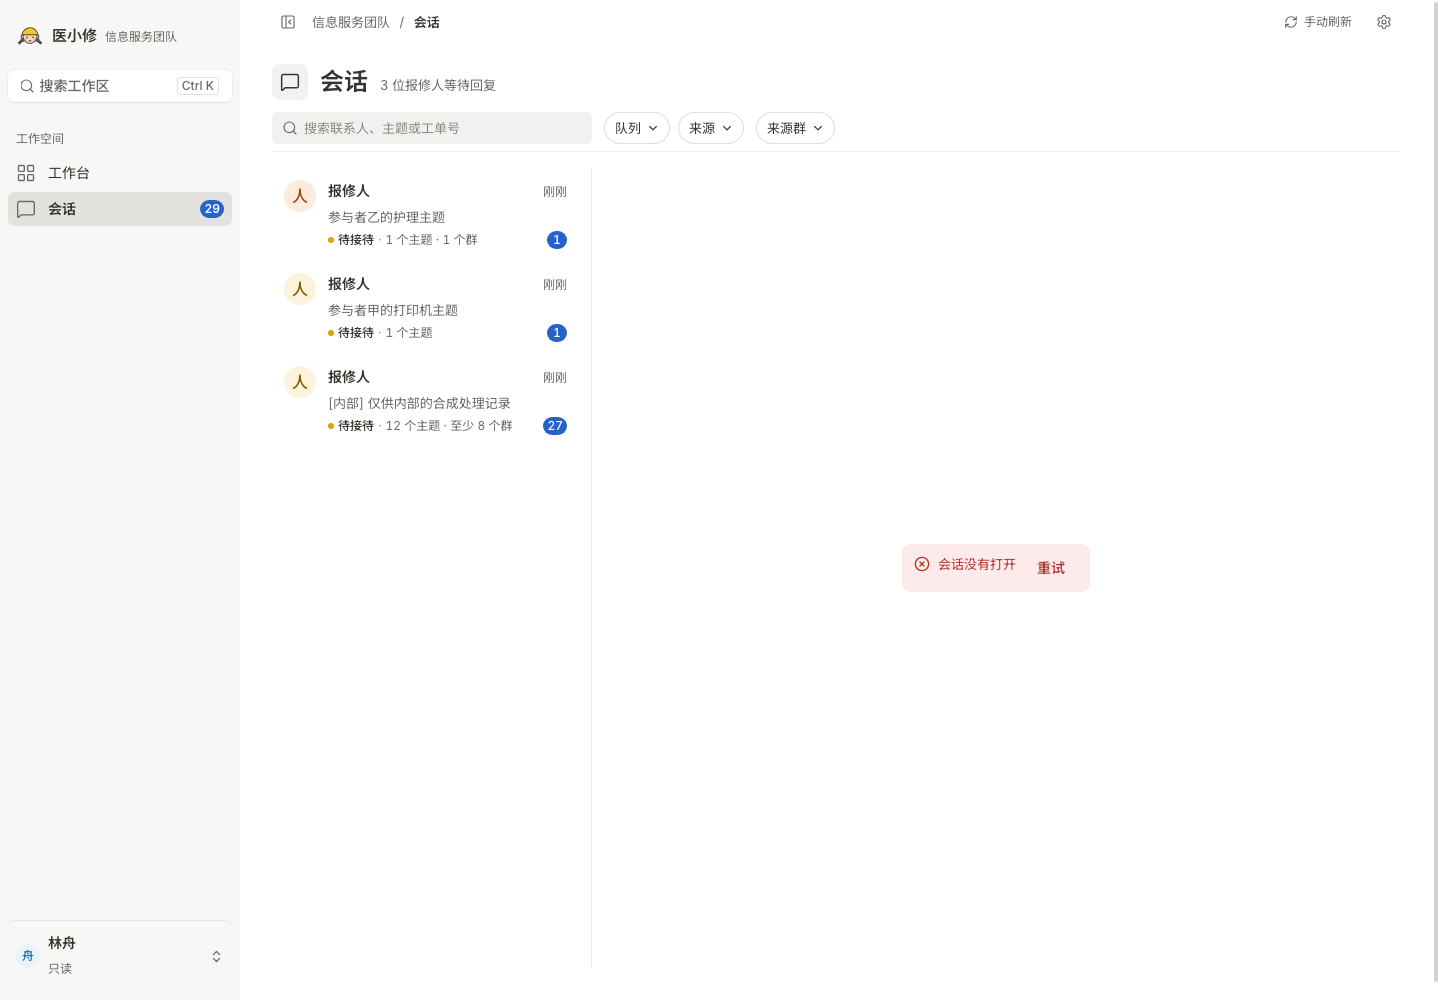 医小修 信息服务团队
搜索工作区 Ctrl K
工作空间
工作台
会话 29
林舟
舟
只读
信息服务团队 / 会话
手动刷新
会话 3 位报修人等待回复
搜索联系人、主题或工单号
队列
来源
来源群
人 报修人 刚刚
参与者乙的护理主题
待接待 · 1 个主题 · 1 个群 1
人 报修人 刚刚
参与者甲的打印机主题
待接待 · 1 个主题 1
人 报修人 刚刚
[内部] 仅供内部的合成处理记录
待接待 · 12 个主题 · 至少 8 个群 27
会话没有打开 重试